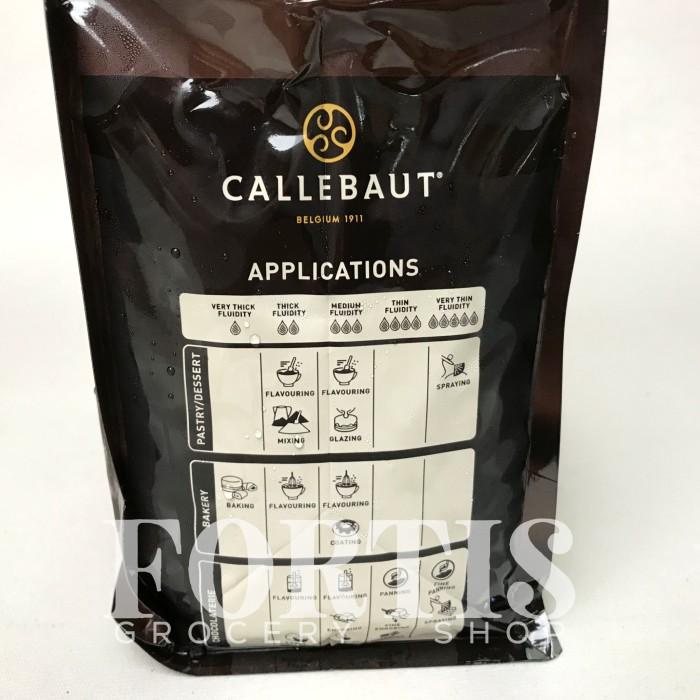 CALLEBAUT®
BELGIUM 1911
APPLICATIONS
VERY THICK FLUIDITY
THICK FLUIDITY
MEDIUM FLUIDITY
THIN FLUIDITY
VERY THIN FLUIDITY
PASTRY/DESSERT
FLAVOURING FLAVOURING SPRAYING
MIXING GLAZING
BAKERY
BAKING FLAVOURING FLAVOURING
COATING
CHOCOLATERIE
FLAVOURING FLAVOURING PANNING FINE PANNING
SPRAYING
FORTIS
GROCERY SHOP